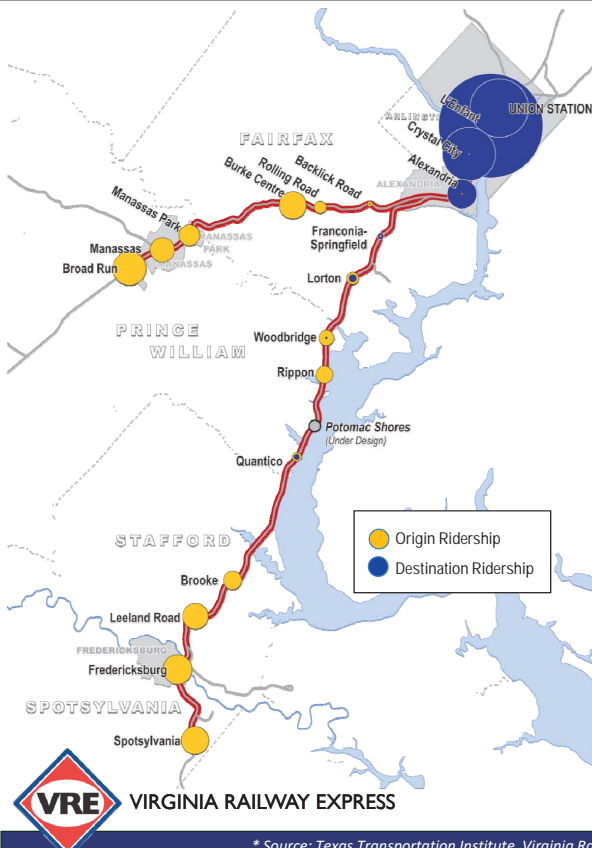 L'Enfant
UNION STATION
ARLINGT
Crystal City
FAIRFAX
Backlick Road
Rolling Road
Burke Centre
Alexandria
ALEXANDRIA
Manassas Park
Franconia-
Springfield
MANASSAS
PARK
Manassas
MANASSAS
Broad Run
Lorton
PRINCE
WILLIAM
Woodbridge
Rippon
Potomac Shores
(Under Design)
Quantico
STAFFORD
Origin Ridership
Destination Ridership
Brooke
Leeland Road
FREDERICKSBURG
Fredericksburg
SPOTSYLVANIA
Spotsylvania
VRE
VIRGINIA RAILWAY EXPRESS
* Source: Texas Transportation Institute, Virginia Ra